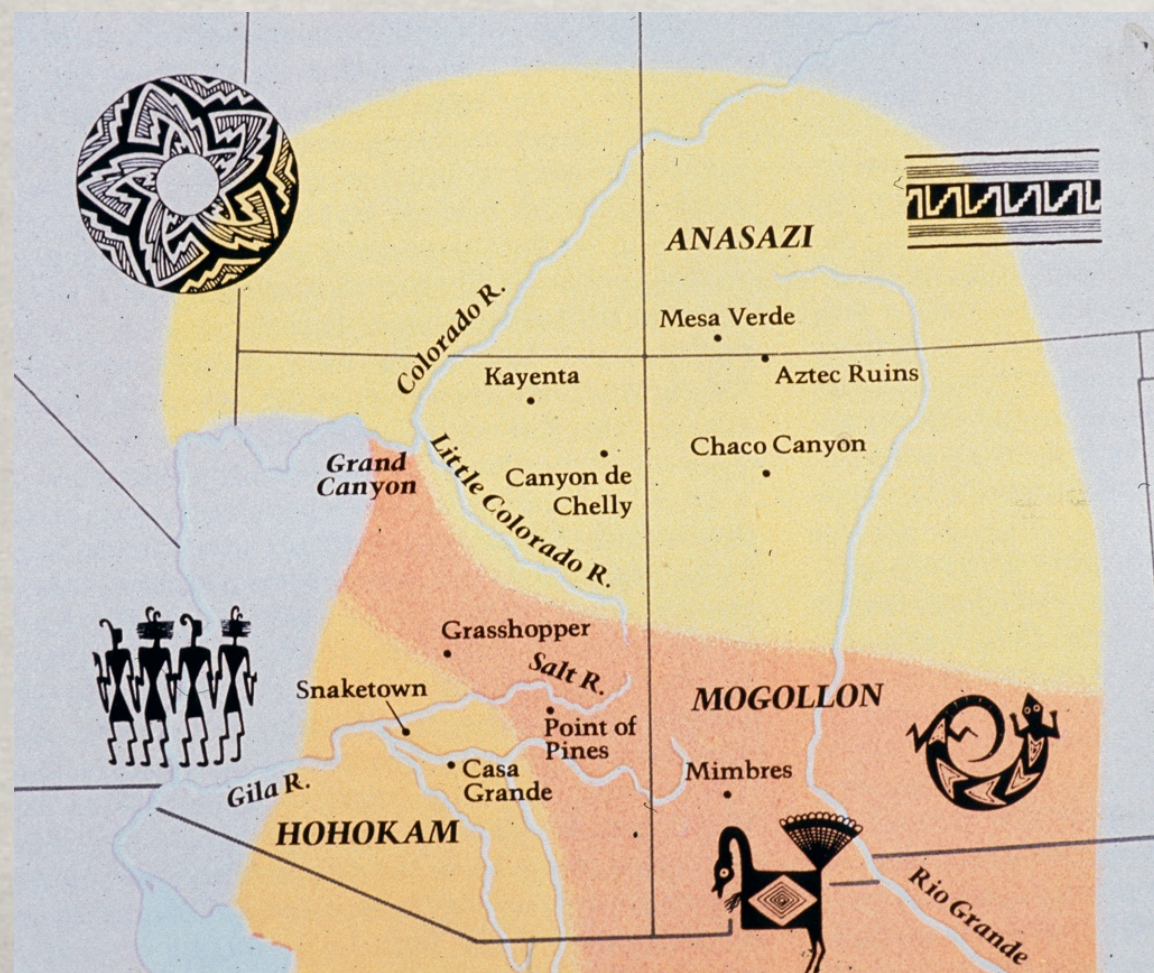 ANASAZI
Colorado R.
Mesa Verde
Kayenta
Aztec Ruins
Chaco Canyon
Grand
Canyon
Little Colorado R.
Canyon de
Chelly
Grasshopper
Salt R.
Snaketown
MOGOLLON
Point of
Pines
Casa
Grande
Mimbres
Gila R.
HOHOKAM
Rio Grande